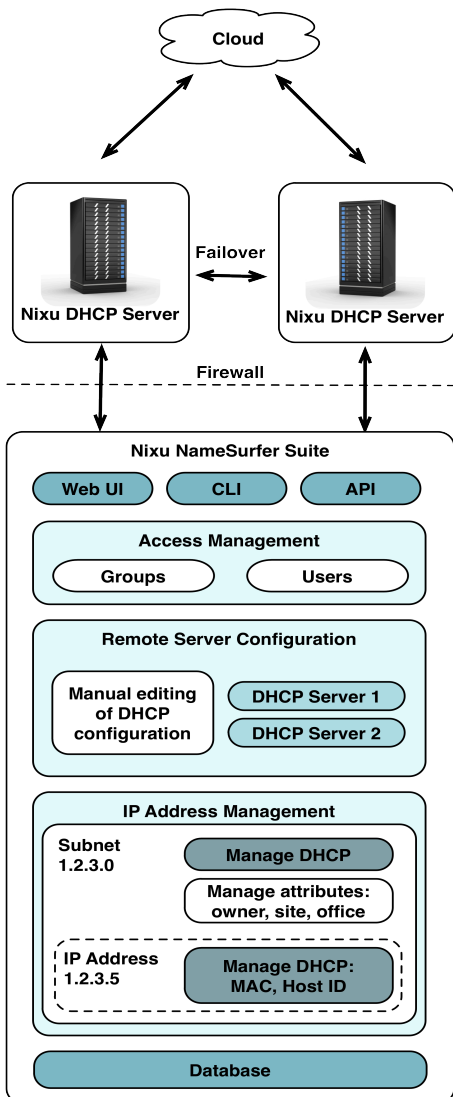 Cloud
Failover
Nixu DHCP Server
Nixu DHCP Server
Firewall
Nixu NameSurfer Suite
Web UI
CLI
API
Access Management
Groups
Users
Remote Server Configuration
Manual editing
of DHCP
configuration
DHCP Server 1
DHCP Server 2
IP Address Management
Subnet
1.2.3.0
Manage DHCP
Manage attributes:
owner, site, office
IP Address
1.2.3.5
Manage DHCP:
MAC, Host ID
Database